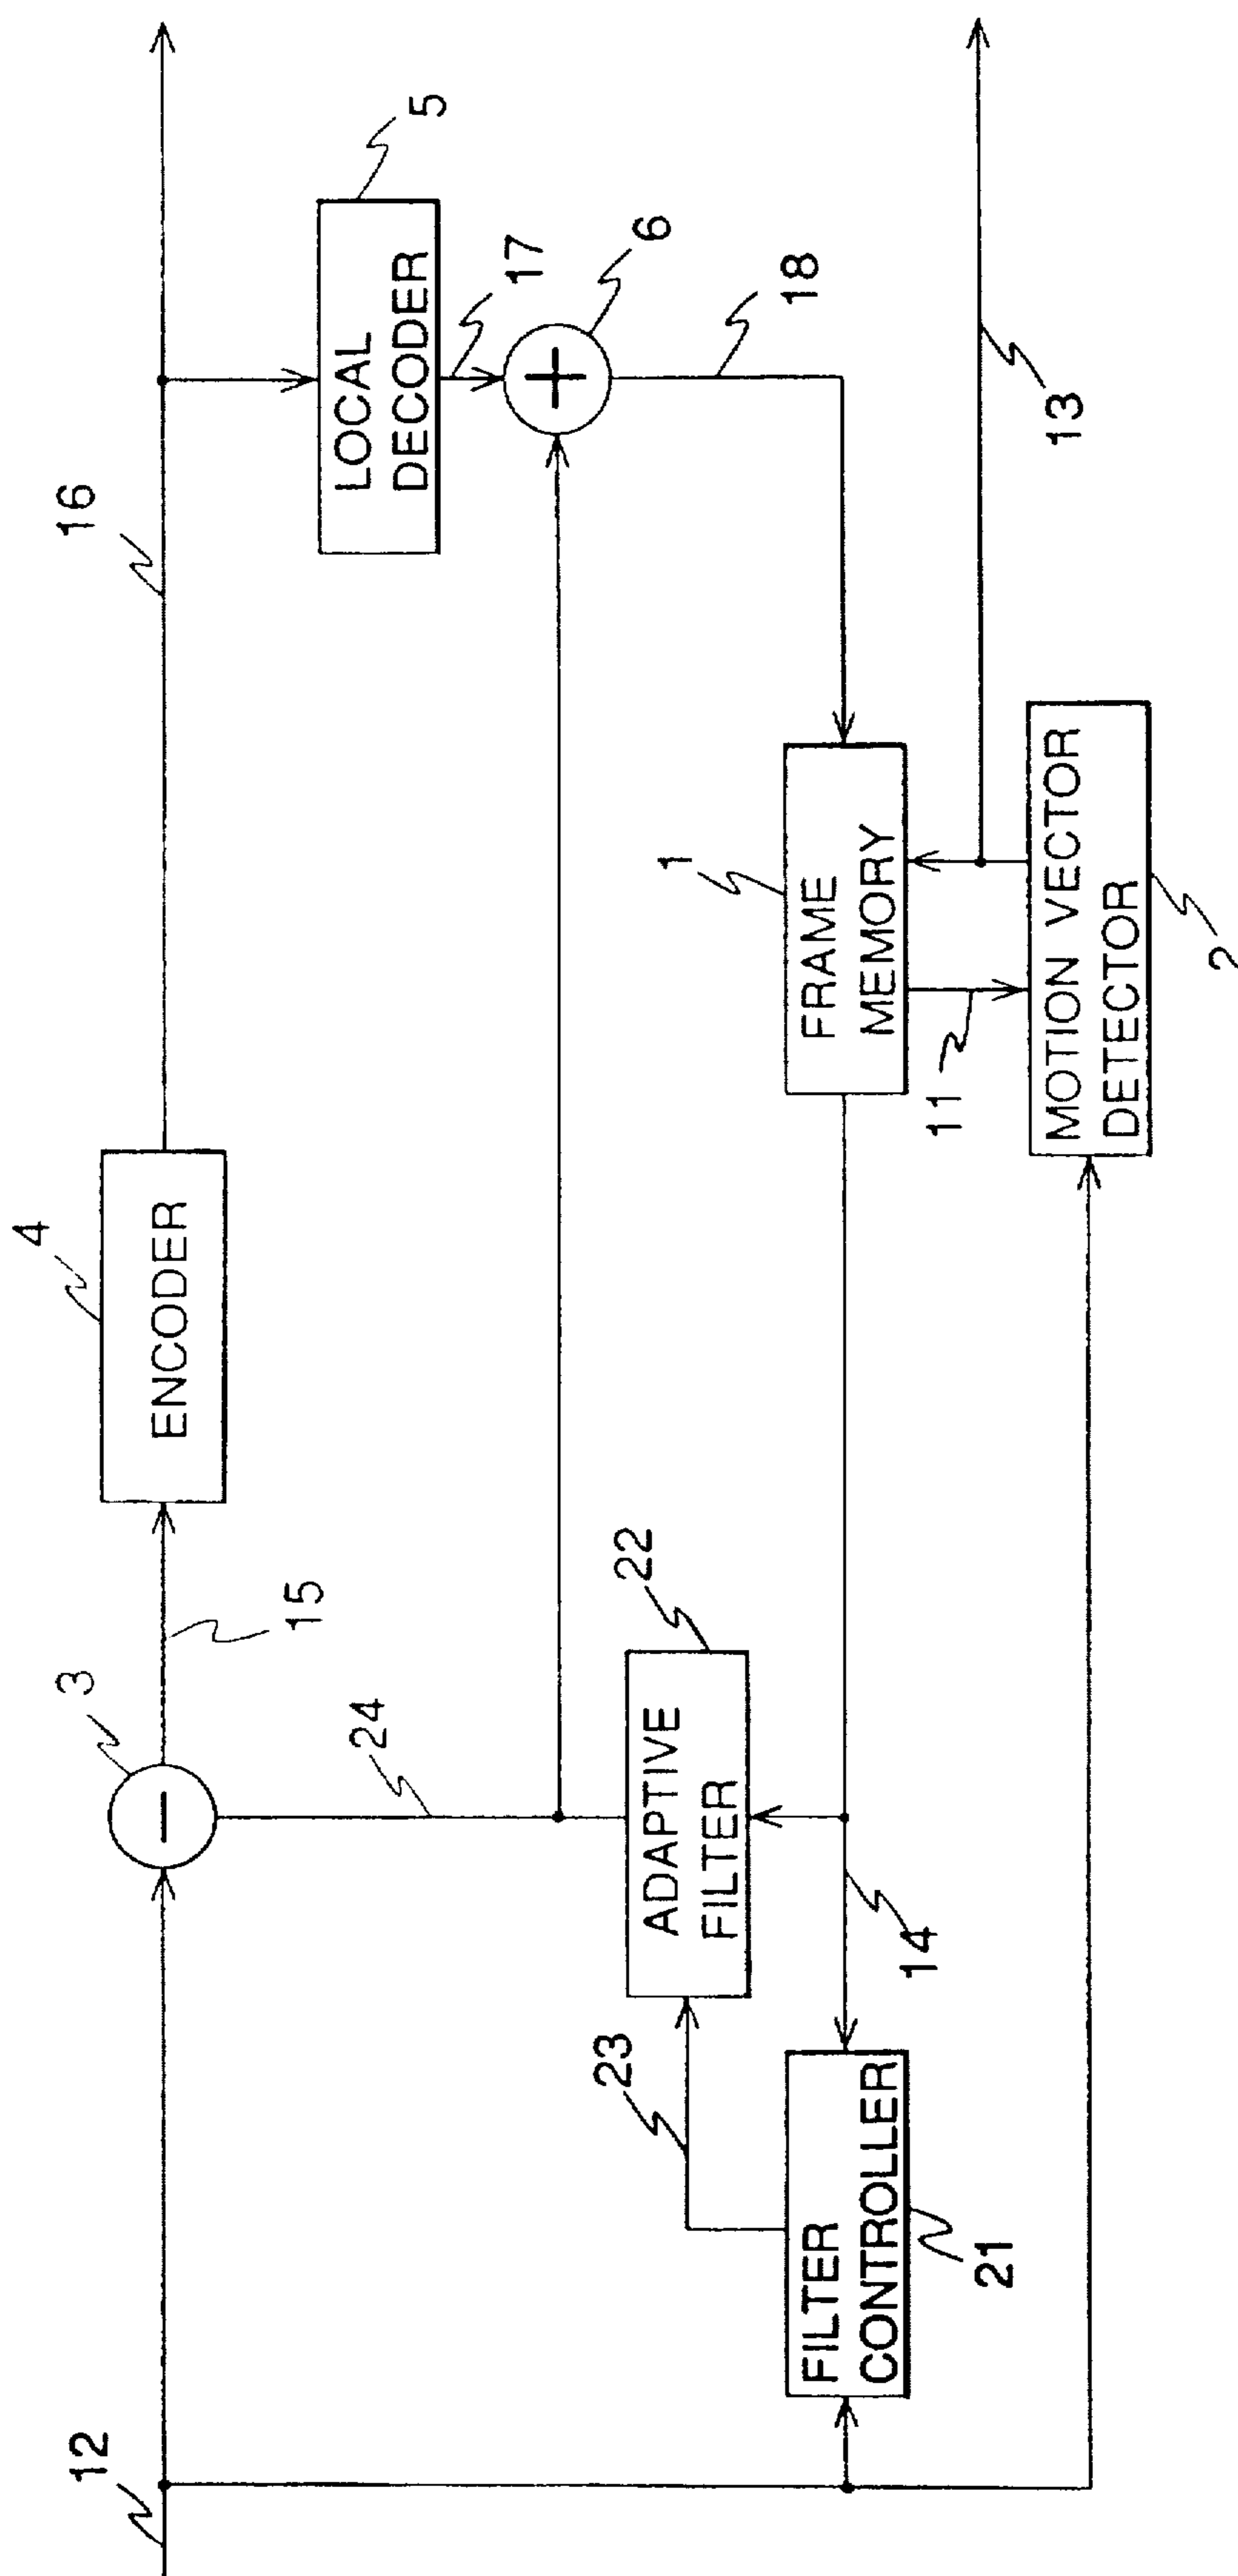 12
3
15
4
ENCODER
16
24
22
ADAPTIVE
FILTER
23
FILTER
CONTROLLER
21
14
LOCAL
DECODER
5
17
6
18
1
FRAME
MEMORY
11
MOTION VECTOR
DETECTOR
2
13